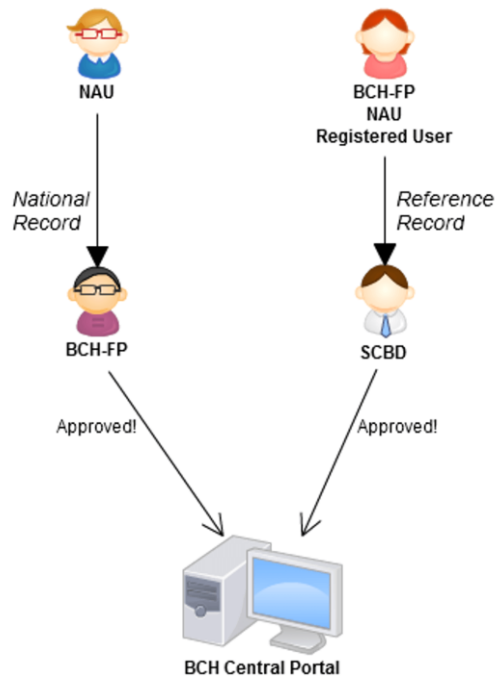 NAU
BCH-FP
NAU
Registered User
National
Record
Reference
Record
BCH-FP
SCBD
Approved!
Approved!
BCH Central Portal